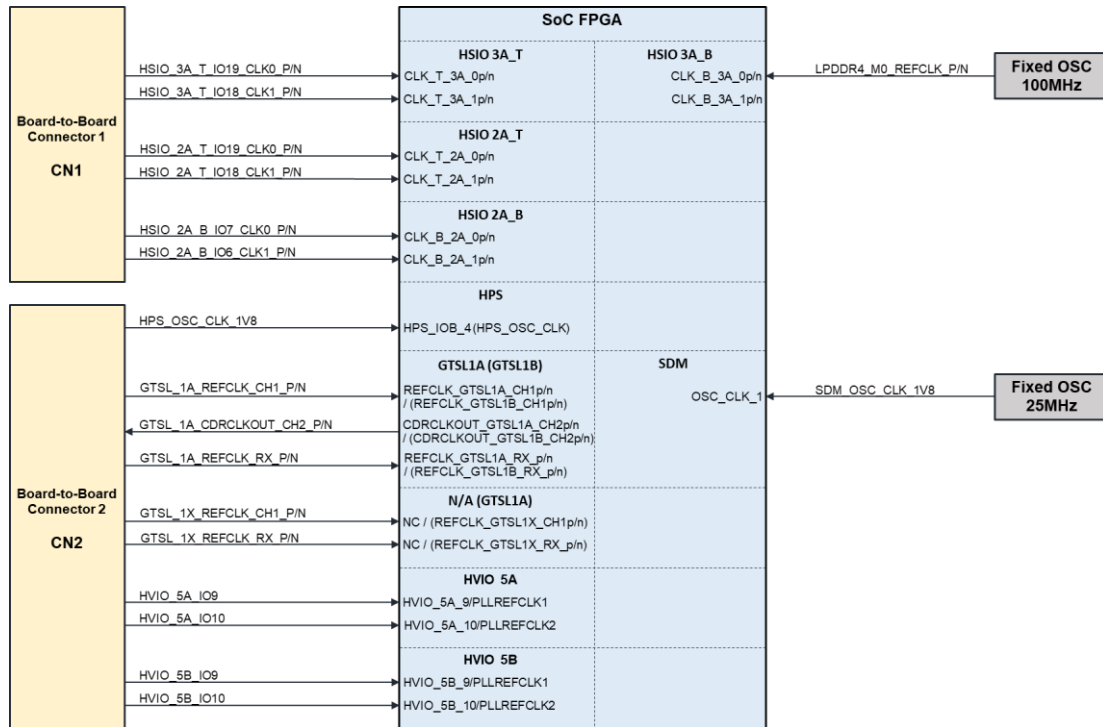 SoC FPGA
Board-to-Board
Connector 1
CN1
HSIO_3A_T_IO19_CLK0_P/N
HSIO_3A_T_IO18_CLK1_P/N
HSIO_2A_T_IO19_CLK0_P/N
HSIO_2A_T_IO18_CLK1_P/N
HSIO_2A_B_IO7_CLK0_P/N
HSIO_2A_B_IO6_CLK1_P/N
HSIO 3A_T
CLK_T_3A_0p/n
CLK_T_3A_1p/n
HSIO 3A_B
CLK_B_3A_0p/n
CLK_B_3A_1p/n
LPDDR4_M0_REFCLK_P/N
Fixed OSC
100MHz
HSIO 2A_T
CLK_T_2A_0p/n
CLK_T_2A_1p/n
HSIO 2A_B
CLK_B_2A_0p/n
CLK_B_2A_1p/n
Board-to-Board
Connector 2
CN2
HPS_OSC_CLK_1V8
HPS
HPS_IOB_4 (HPS_OSC_CLK)
GTSL_1A_REFCLK_CH1_P/N
GTSL_1A_CDRCLKOUT_CH2_P/N
GTSL_1A_REFCLK_RX_P/N
GTSL1A (GTSL1B)
REFCLK_GTSL1A_CH1p/n
/ (REFCLK_GTSL1B_CH1p/n)
CDRCLKOUT_GTSL1A_CH2p/n
/ (CDRCLKOUT_GTSL1B_CH2p/n)
REFCLK_GTSL1A_RX_p/n
/ (REFCLK_GTSL1B_RX_p/n)
SDM
OSC_CLK_1
SDM_OSC_CLK_1V8
Fixed OSC
25MHz
GTSL_1X_REFCLK_CH1_P/N
GTSL_1X_REFCLK_RX_P/N
N/A (GTSL1A)
NC / (REFCLK_GTSL1X_CH1p/n)
NC / (REFCLK_GTSL1X_RX_p/n)
HVIO_5A_IO9
HVIO_5A_IO10
HVIO 5A
HVIO_5A_9/PLLREFCLK1
HVIO_5A_10/PLLREFCLK2
HVIO_5B_IO9
HVIO_5B_IO10
HVIO 5B
HVIO_5B_9/PLLREFCLK1
HVIO_5B_10/PLLREFCLK2